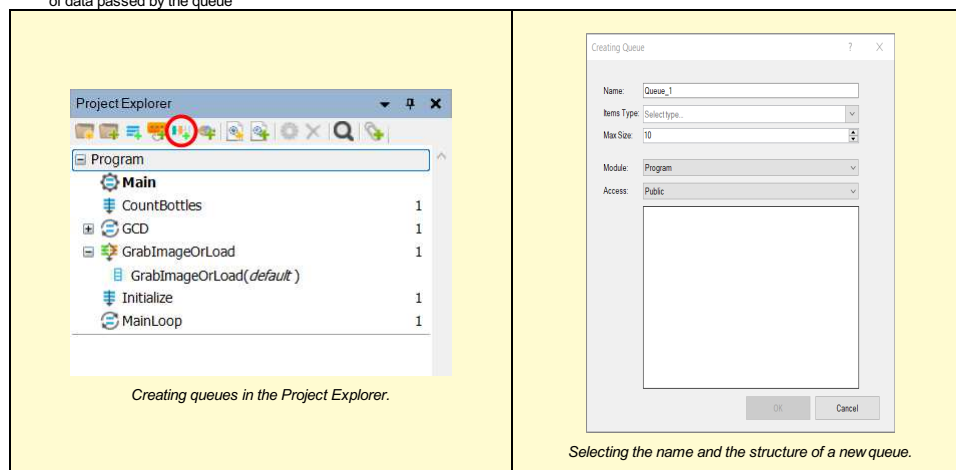 of data passed by the queue
Project Explorer
Program
Main
CountBottles 1
GCD 1
GrabImageOrLoad 1
GrabImageOrLoad(default)
Initialize 1
MainLoop 1
Creating queues in the Project Explorer.
Creating Queue ? X
Name: Queue_1
Items Type: Select type...
Max Size: 10
Module: Program
Access: Public
OK Cancel
Selecting the name and the structure of a new queue.